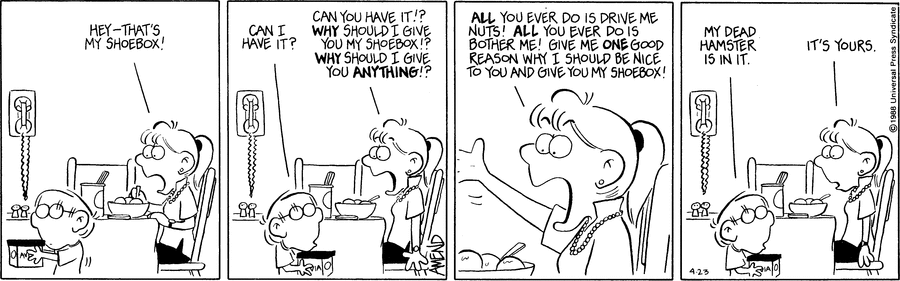 HEY-THAT'S
MY SHOEBOX!
CAN I
HAVE IT?
CAN YOU HAVE IT!?
WHY SHOULD I GIVE
YOU MY SHOEBOX!?
WHY SHOULD I GIVE
YOU ANYTHING!?
AMEND
ALL YOU EVER DO IS DRIVE ME
NUTS! ALL YOU EVER DO IS
BOTHER ME! GIVE ME ONE GOOD
REASON WHY I SHOULD BE NICE
TO YOU AND GIVE YOU MY SHOEBOX!
MY DEAD
HAMSTER
IS IN IT.
IT'S YOURS.
4-23
©1988 Universal Press Syndicate